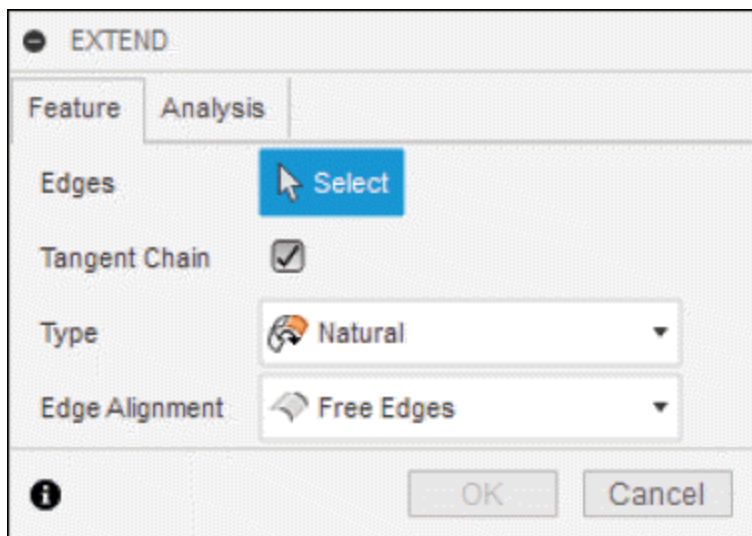 EXTEND
Feature Analysis
Edges Select
Tangent Chain
Type Natural
Edge Alignment Free Edges
OK Cancel